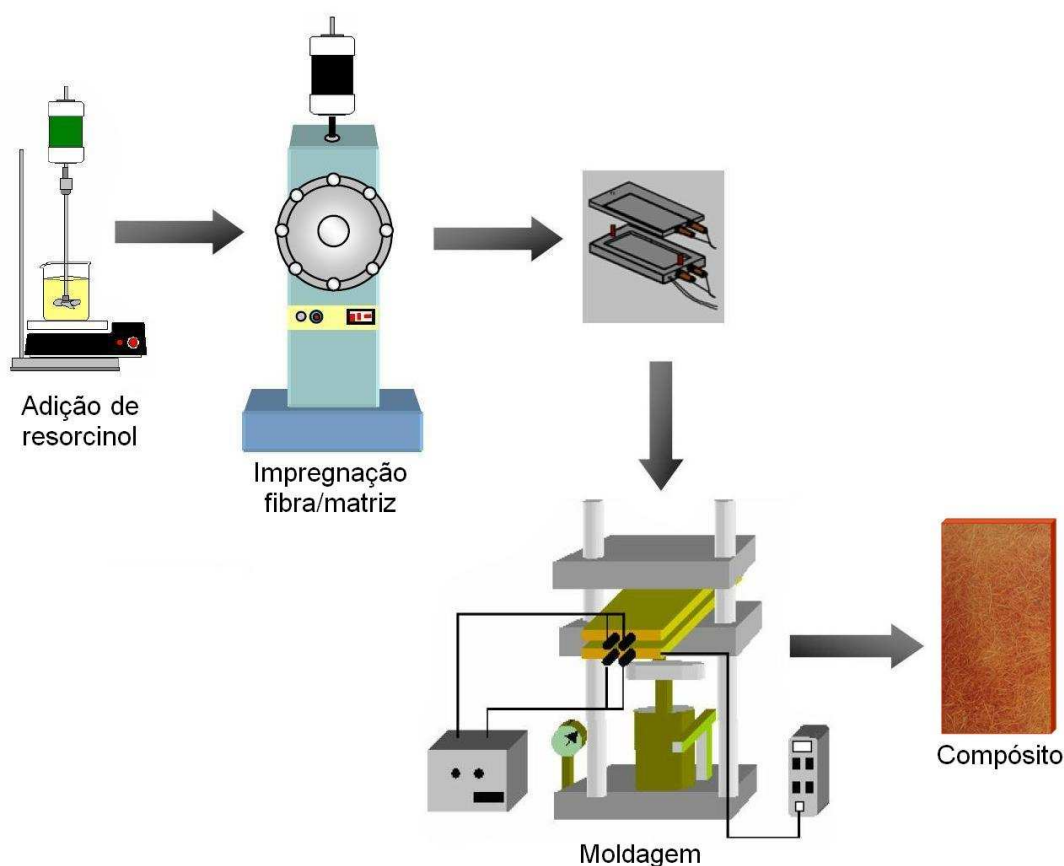 Adição de
resorcinol
Impregnação
fibra/matriz
Moldagem
Compósito